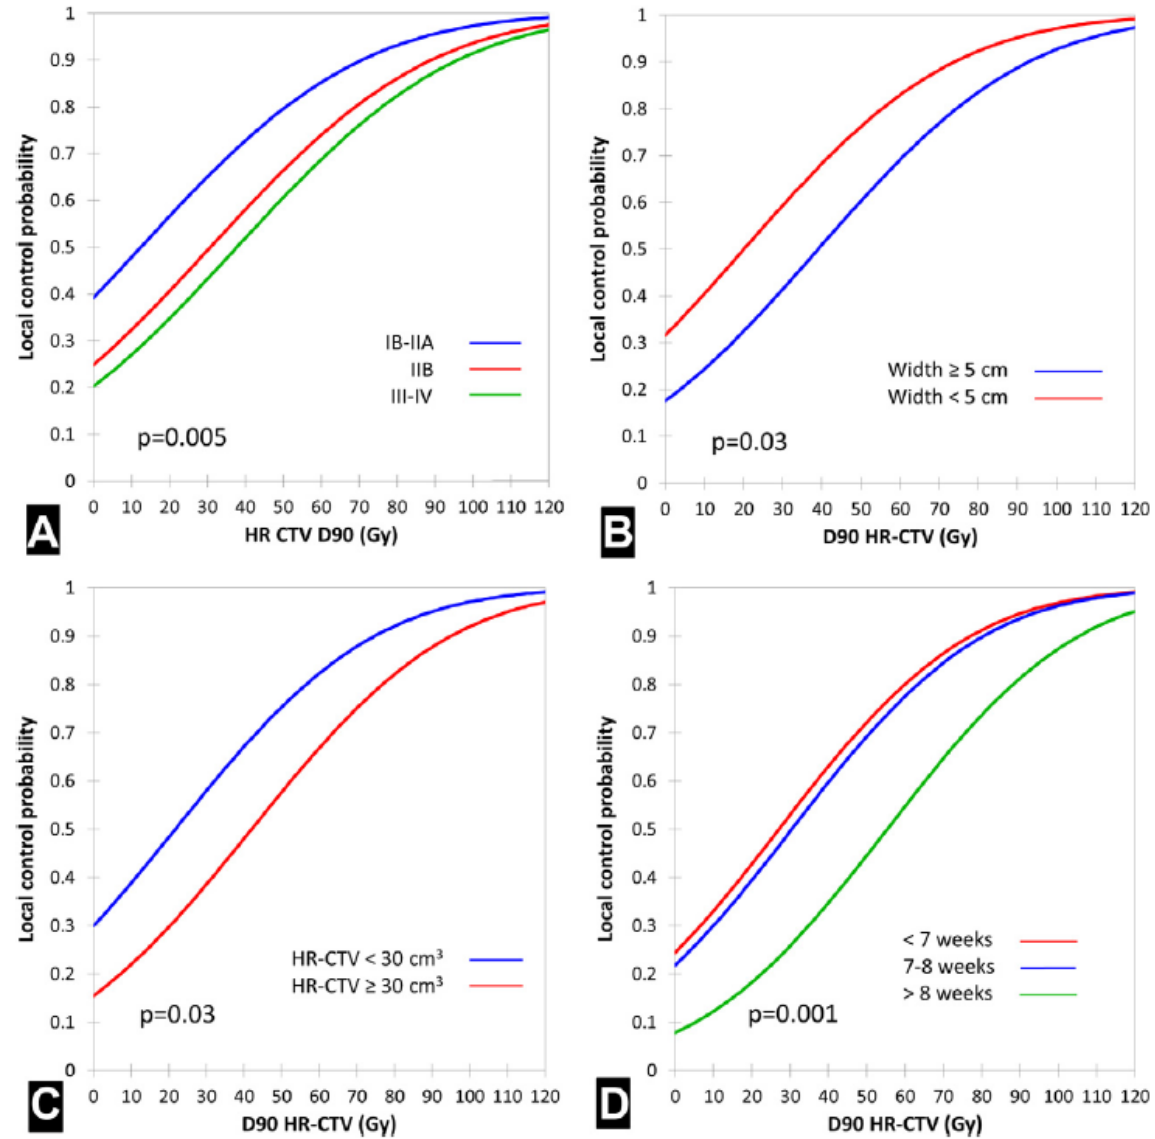 1
0.9
0.8
0.7
0.6
0.5
0.4
0.3
0.2
0.1
0
Local control probability
IB-IIA
IIB
III-IV
p=0.005
0 10 20 30 40 50 60 70 80 90 100 110 120
HR CTV D90 (Gy)
A
1
0.9
0.8
0.7
0.6
0.5
0.4
0.3
0.2
0.1
0
Local control probability
Width ≥ 5 cm
Width < 5 cm
p=0.03
0 10 20 30 40 50 60 70 80 90 100 110 120
D90 HR-CTV (Gy)
B
1
0.9
0.8
0.7
0.6
0.5
0.4
0.3
0.2
0.1
0
Local control probability
HR-CTV < 30 cm³
HR-CTV ≥ 30 cm³
p=0.03
0 10 20 30 40 50 60 70 80 90 100 110 120
D90 HR-CTV (Gy)
C
1
0.9
0.8
0.7
0.6
0.5
0.4
0.3
0.2
0.1
0
Local control probability
< 7 weeks
7-8 weeks
> 8 weeks
p=0.001
0 10 20 30 40 50 60 70 80 90 100 110 120
D90 HR-CTV (Gy)
D